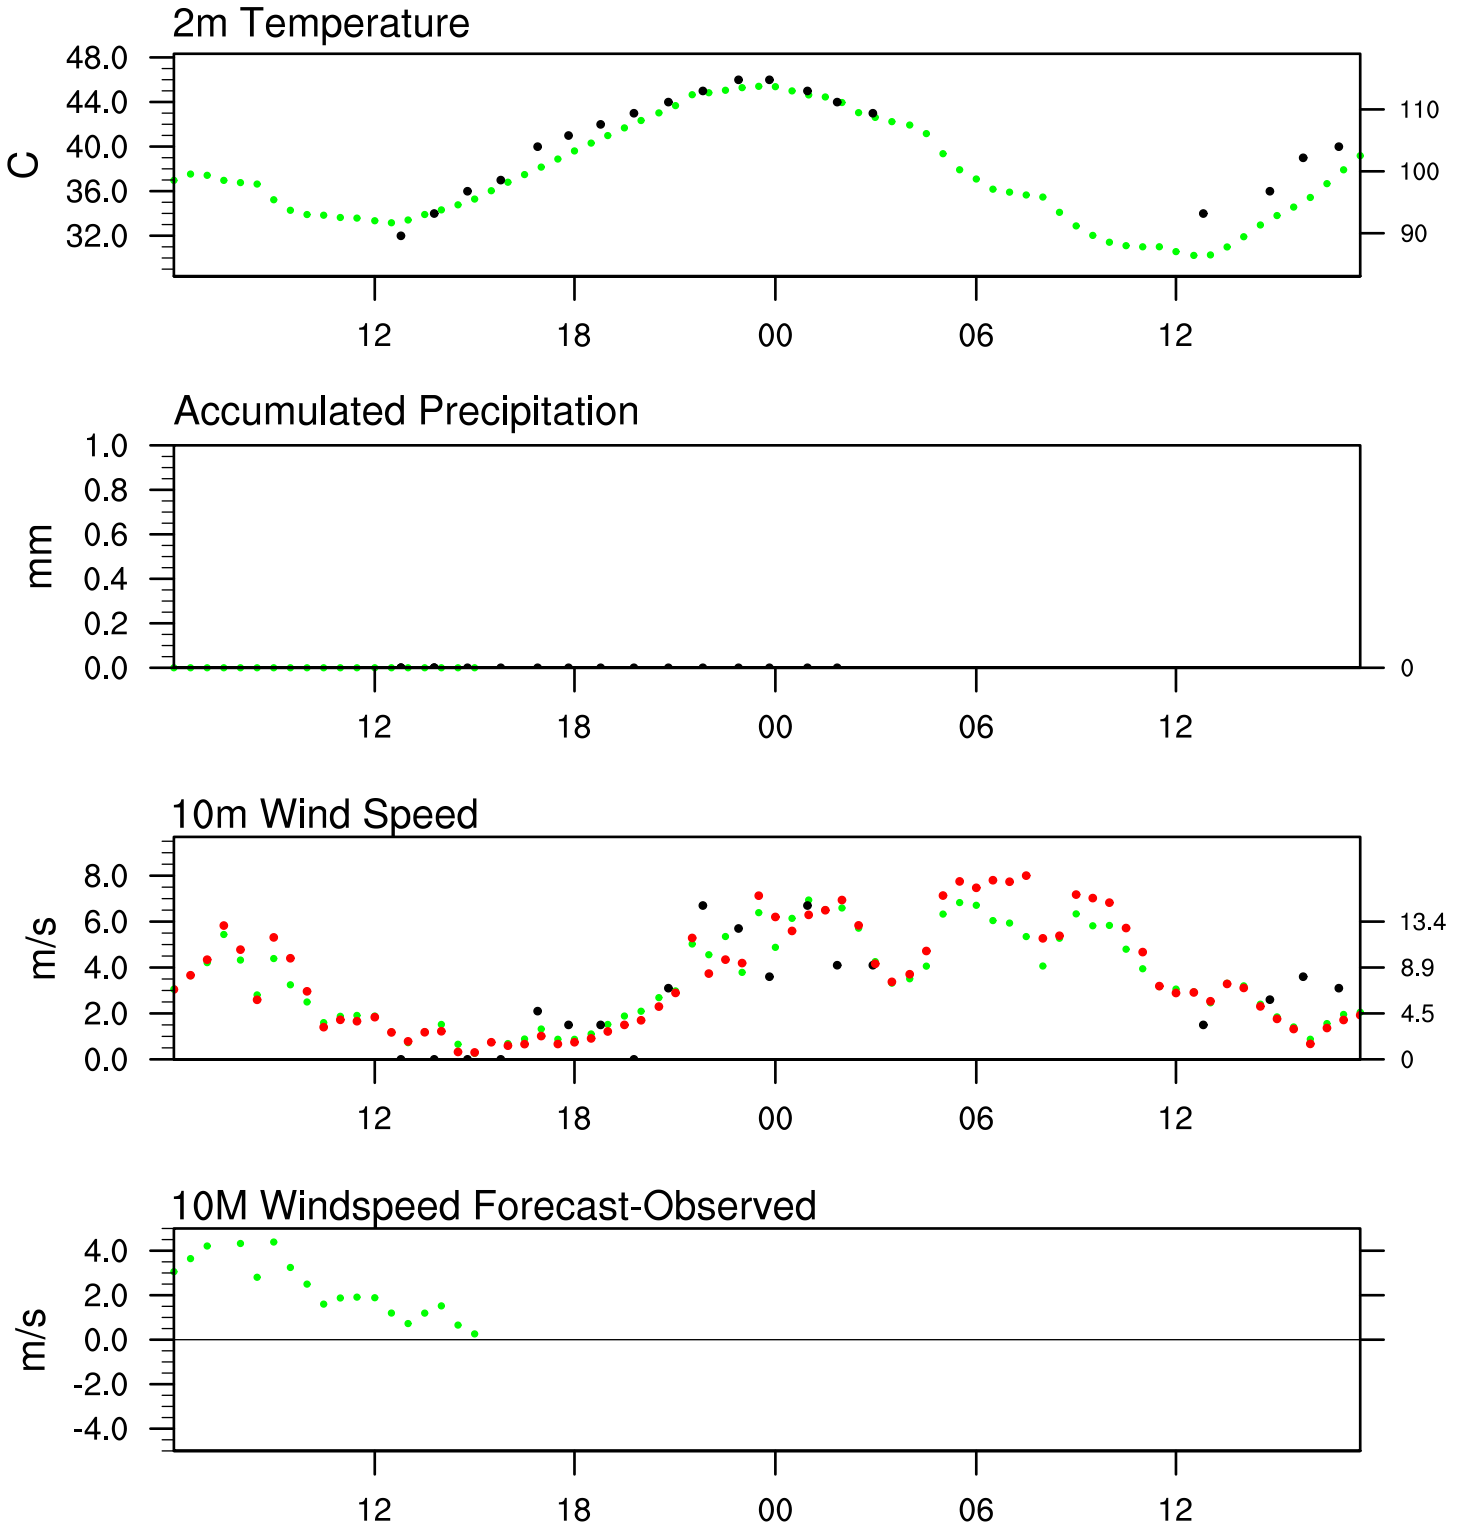 2m Temperature
48.0
44.0
40.0
36.0
32.0
C
110
100
90
12 18 00 06 12
Accumulated Precipitation
1.0
0.8
0.6
0.4
0.2
0.0
mm
0
12 18 00 06 12
10m Wind Speed
8.0
6.0
4.0
2.0
0.0
m/s
13.4
8.9
4.5
0
12 18 00 06 12
10M Windspeed Forecast-Observed
4.0
2.0
0.0
-2.0
-4.0
m/s
12 18 00 06 12